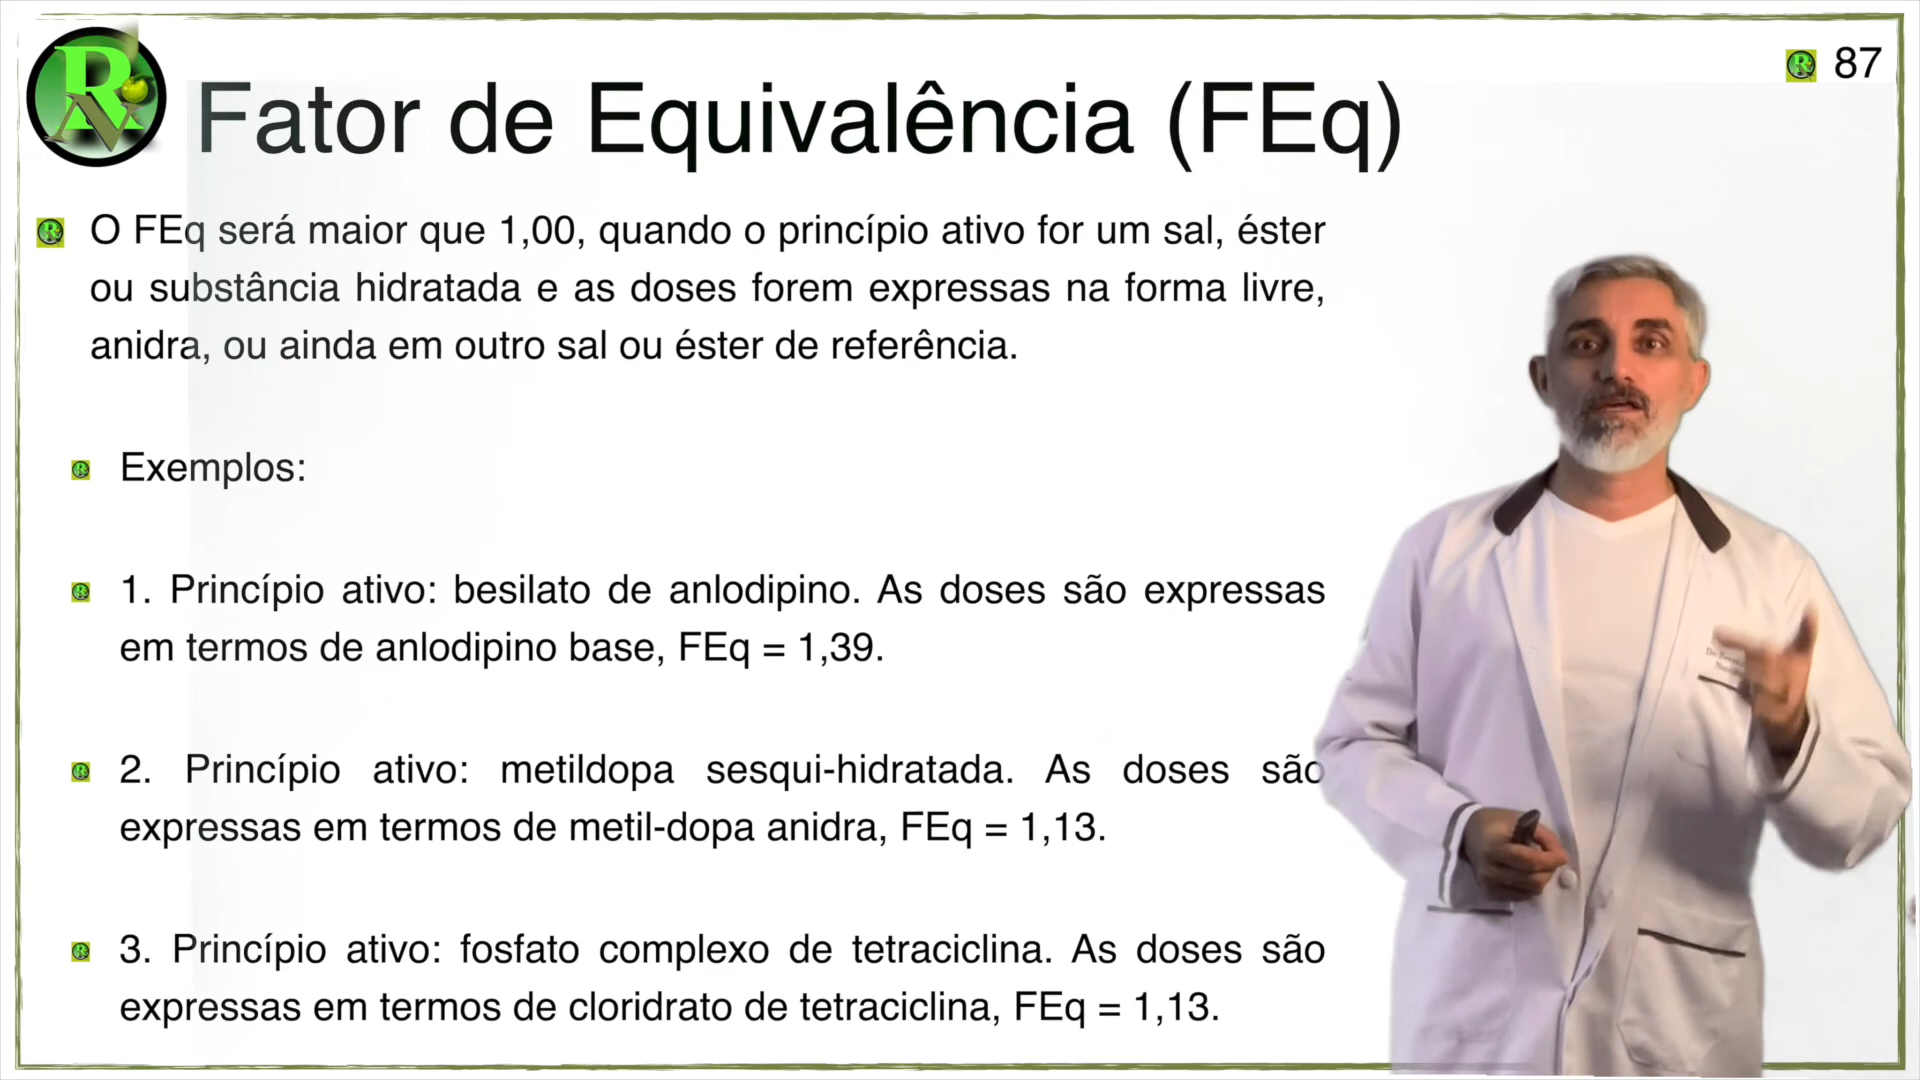 87
Fator de Equivalência (FEq)
O FEq será maior que 1,00, quando o princípio ativo for um sal, éster
ou substância hidratada e as doses forem expressas na forma livre,
anidra, ou ainda em outro sal ou éster de referência.
Exemplos:
1. Princípio ativo: besilato de anlodipino. As doses são expressas
em termos de anlodipino base, FEq = 1,39.
2. Princípio ativo: metildopa sesqui-hidratada. As doses são
expressas em termos de metil-dopa anidra, FEq = 1,13.
3. Princípio ativo: fosfato complexo de tetraciclina. As doses são
expressas em termos de cloridrato de tetraciclina, FEq = 1,13.